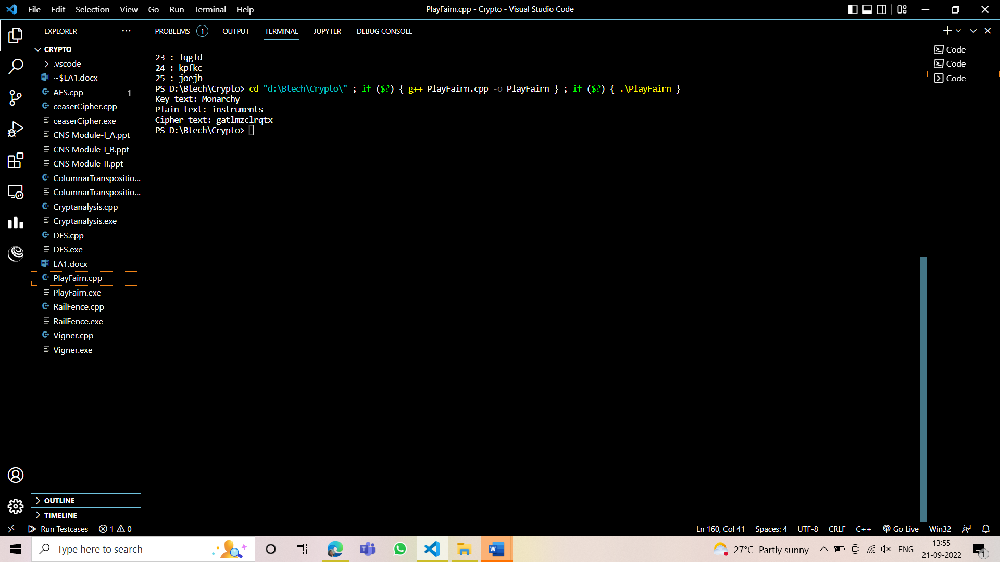 File Edit Selection View Go Run Terminal Help
PlayFairn.cpp - Crypto - Visual Studio Code
EXPLORER
CRYPTO
.vscode
~$LA1.docx
AES.cpp 1
ceaserCipher.cpp
ceaserCipher.exe
CNS Module-I_A.ppt
CNS Module-I_B.ppt
CNS Module-II.ppt
ColumnarTranspositio...
ColumnarTranspositio...
Cryptanalysis.cpp
Cryptanalysis.exe
DES.cpp
DES.exe
LA1.docx
PlayFairn.cpp
PlayFairn.exe
RailFence.cpp
RailFence.exe
Vigner.cpp
Vigner.exe
OUTLINE
TIMELINE
PROBLEMS 1 OUTPUT TERMINAL JUPYTER DEBUG CONSOLE
23 : lqgld
24 : kpfkc
25 : joejb
PS D:\Btech\Crypto> cd "d:\Btech\Crypto\" ; if ($?) { g++ PlayFairn.cpp -o PlayFairn } ; if ($?) { .\PlayFairn }
Key text: Monarchy
Plain text: instruments
Cipher text: gatlmzclrqtx
PS D:\Btech\Crypto>
Code
Code
Code
Run Testcases 1 0
Ln 160, Col 41 Spaces: 4 UTF-8 CRLF C++ Go Live Win32
Type here to search
27°C Partly sunny
ENG
13:55
21-09-2022
1